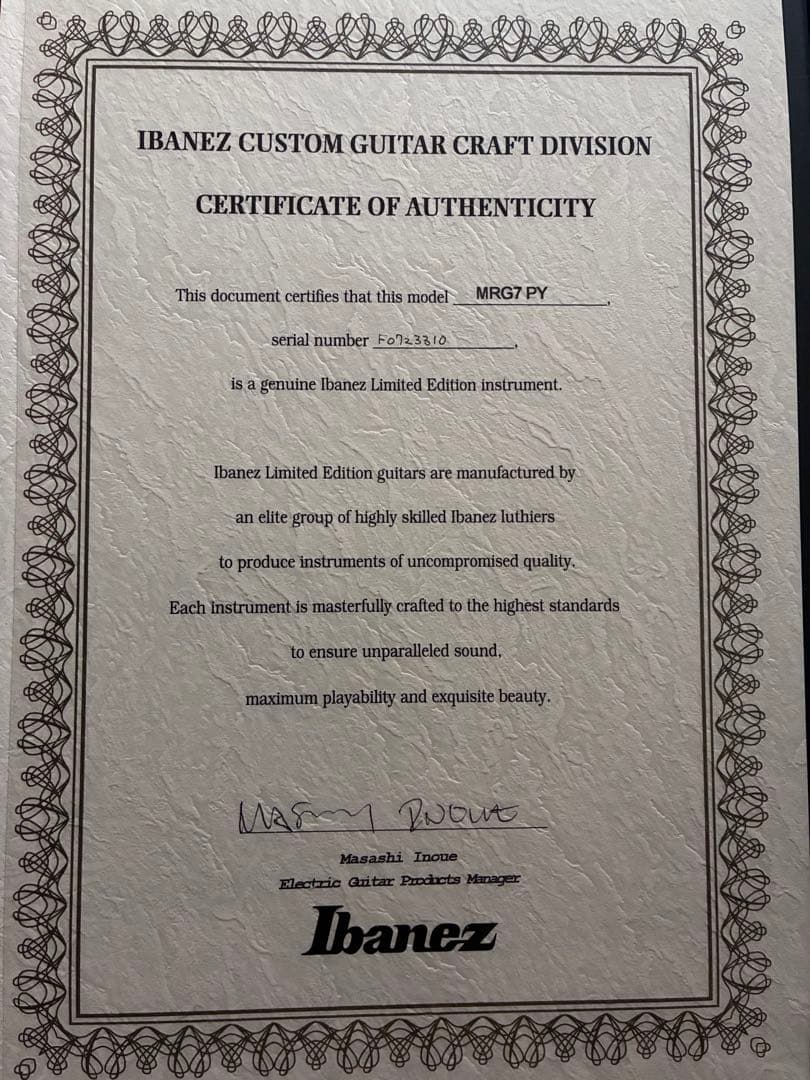 IBANEZ CUSTOM GUITAR CRAFT DIVISION
CERTIFICATE OF AUTHENTICITY
This document certifies that this model MRG7 PY,
serial number F0723310,
is a genuine Ibanez Limited Edition instrument.
Ibanez Limited Edition guitars are manufactured by
an elite group of highly skilled Ibanez luthiers
to produce instruments of uncompromised quality.
Each instrument is masterfully crafted to the highest standards
to ensure unparalleled sound,
maximum playability and exquisite beauty.
Masashi Inoue
Electric Guitar Products Manager
Ibanez